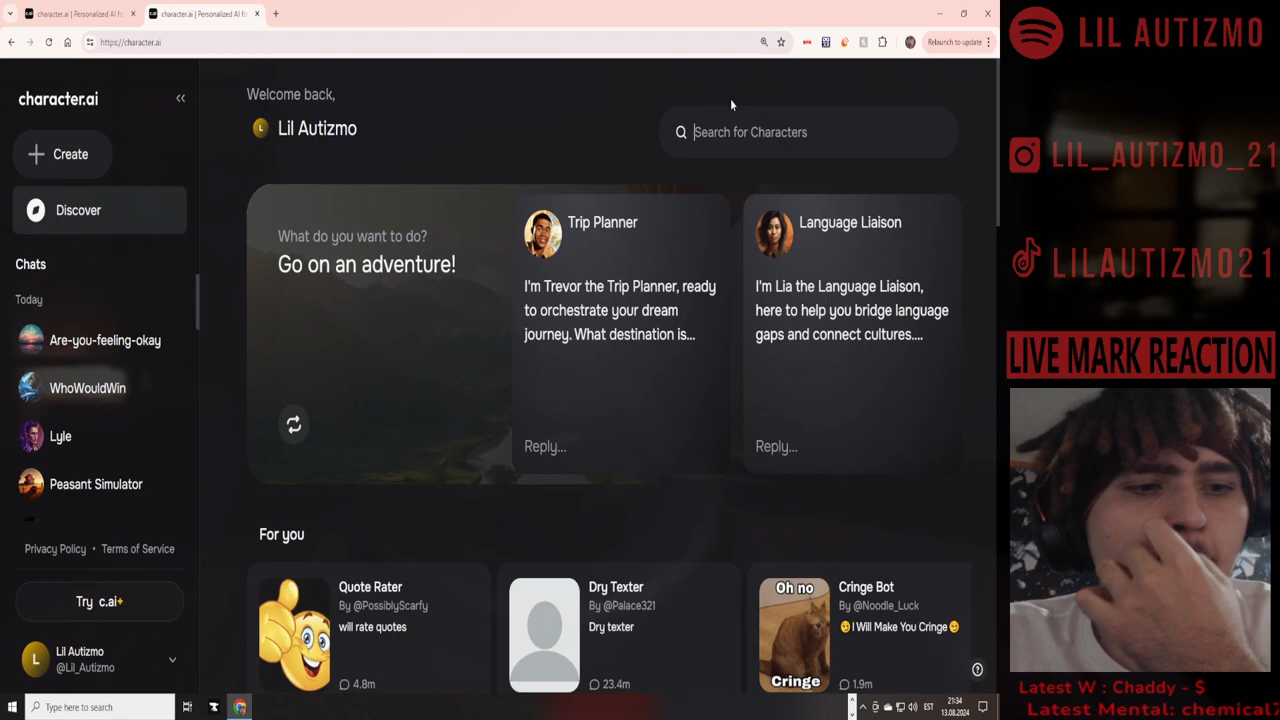 character.ai | Personalized AI fo
character.ai | Personalized AI fo
https://character.ai
Relaunch to update
character.ai
Create
Discover
Chats
Today
Are-you-feeling-okay
WhoWouldWin
Lyle
Peasant Simulator
Privacy Policy • Terms of Service
Try c.ai+
L
Lil Autizmo
@Lil_Autizmo
Welcome back,
L
Lil Autizmo
Search for Characters
What do you want to do?
Go on an adventure!
Trip Planner
I'm Trevor the Trip Planner, ready
to orchestrate your dream
journey. What destination is...
Reply...
Language Liaison
I'm Lia the Language Liaison,
here to help you bridge language
gaps and connect cultures....
Reply...
For you
Quote Rater
By @PossiblyScarfy
will rate quotes
4.8m
Dry Texter
By @Palace321
Dry texter
23.4m
Oh no
Cringe
Cringe Bot
By @Noodle_Luck
I Will Make You Cringe
1.9m
Type here to search
EST
21:34
13.08.2024
LIL AUTIZMO
LIL_AUTIZMO_21
LILAUTIZMO21
LIVE MARK REACTION
Latest W : Chaddy - $
Latest Mental: chemical7